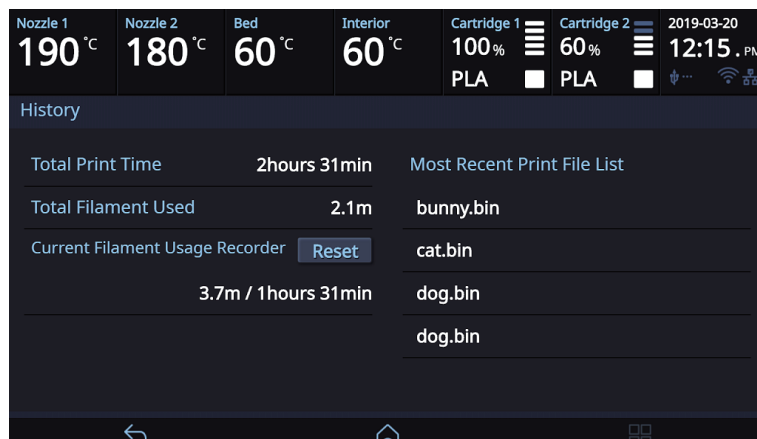 Nozzle 1 Nozzle 2 Bed Interior Cartridge 1 Cartridge 2 2019-03-20
190 °C 180 °C 60 °C 60 °C 100 % 60 % 12:15 . PM
PLA PLA
History
Total Print Time 2hours 31min Most Recent Print File List
Total Filament Used 2.1m bunny.bin
Current Filament Usage Recorder Reset cat.bin
3.7m / 1hours 31min dog.bin
dog.bin